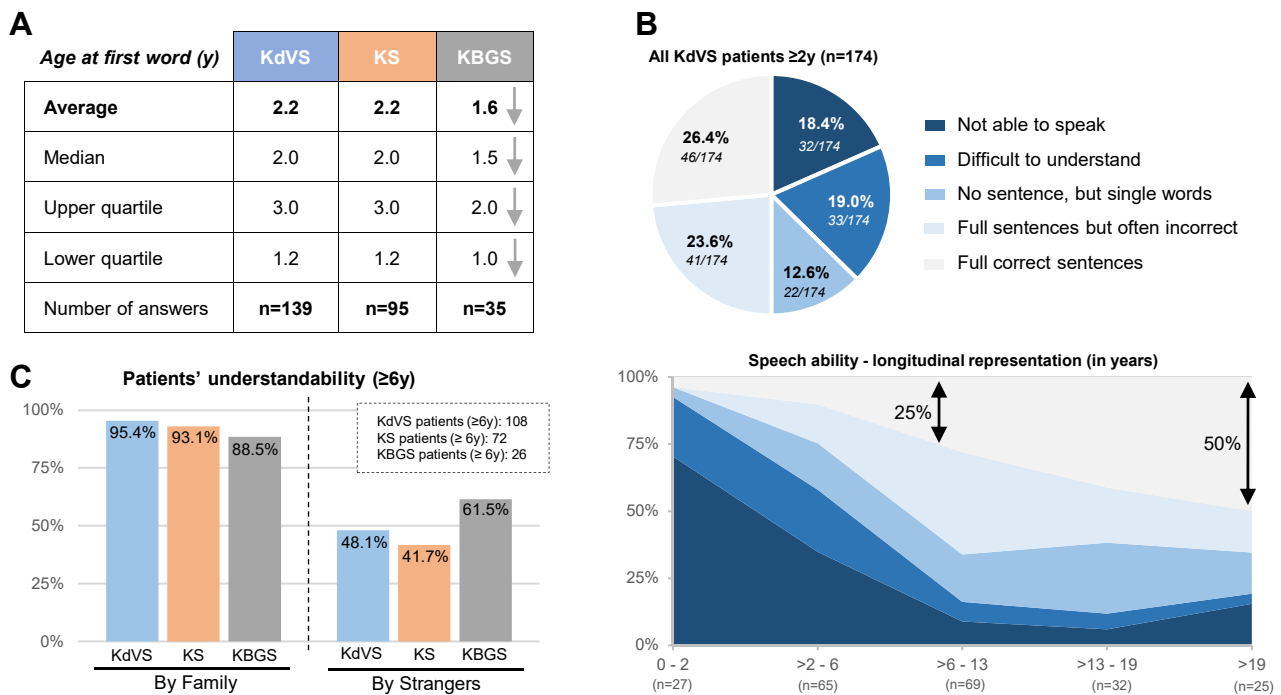 A
Age at first word (y) KdVS KS KBGS
Average 2.2 2.2 1.6
Median 2.0 2.0 1.5
Upper quartile 3.0 3.0 2.0
Lower quartile 1.2 1.2 1.0
Number of answers n=139 n=95 n=35
B
All KdVS patients ≥2y (n=174)
18.4%
32/174
19.0%
33/174
12.6%
22/174
23.6%
41/174
26.4%
46/174
Not able to speak
Difficult to understand
No sentence, but single words
Full sentences but often incorrect
Full correct sentences
C
Patients’ understandability (≥6y)
KdVS patients (≥6y): 108
KS patients (≥ 6y): 72
KBGS patients (≥ 6y): 26
100%
75%
50%
25%
0%
95.4%
93.1%
88.5%
48.1%
41.7%
61.5%
KdVS KS KBGS KdVS KS KBGS
By Family By Strangers
Speech ability - longitudinal representation (in years)
100%
75%
50%
25%
0%
25%
50%
0 - 2 >2 - 6 >6 - 13 >13 - 19 >19
(n=27) (n=65) (n=69) (n=32) (n=25)